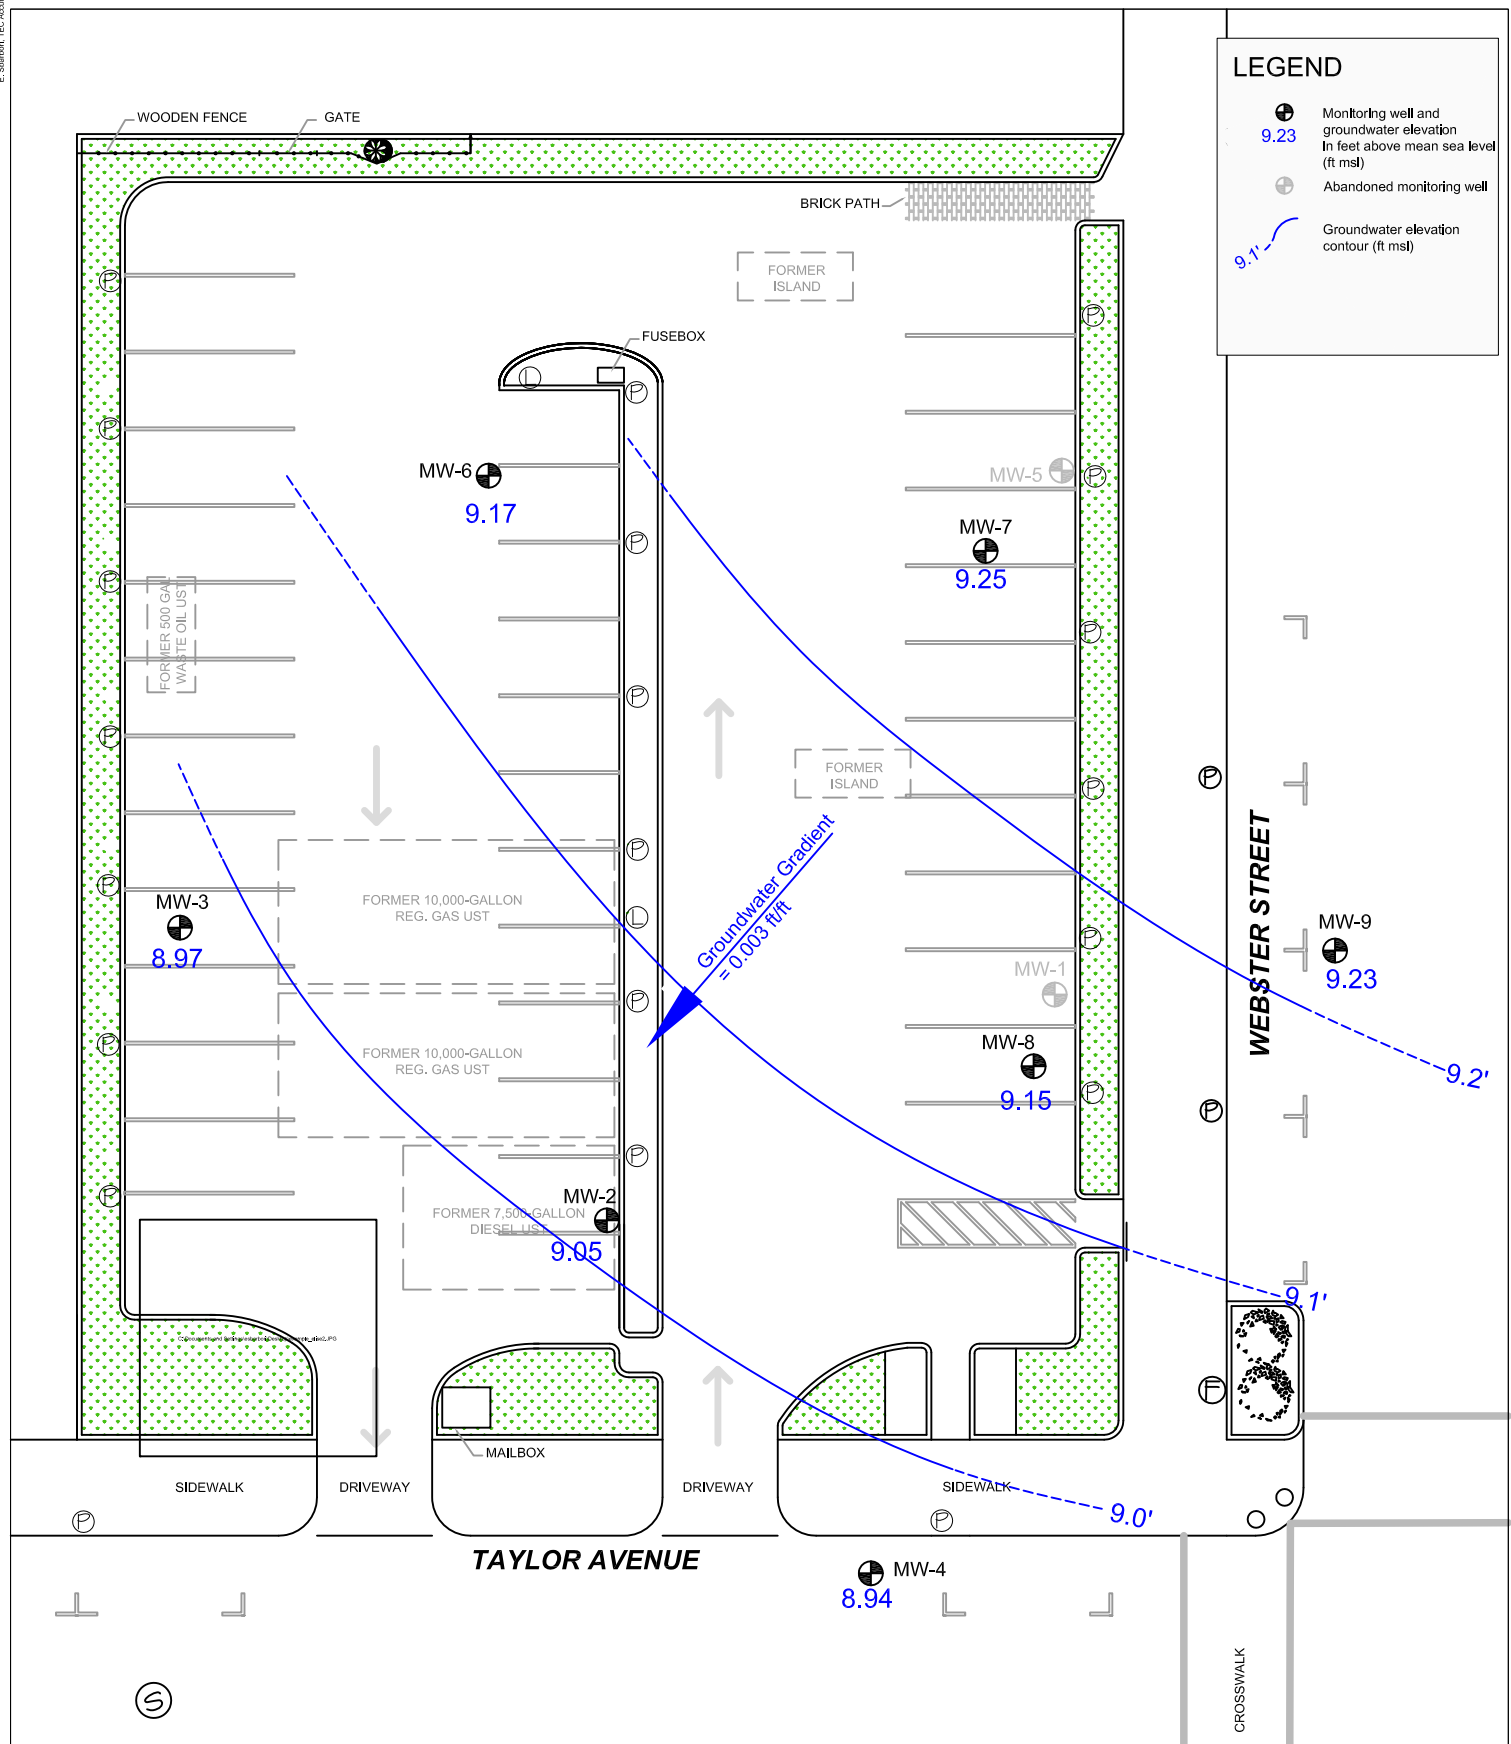 LEGEND
Monitoring well and
groundwater elevation
in feet above mean sea level
(ft msl)
9.23
Abandoned monitoring well
Groundwater elevation
contour (ft msl)
9.1'
WOODEN FENCE
GATE
BRICK PATH
FORMER
ISLAND
FUSEBOX
P
P
L
P
MW-6
9.17
P
MW-5
P
MW-7
9.25
P
P
FORMER 500 GAL
WASTE OIL UST
P
P
P
FORMER
ISLAND
P
P
P
WEBSTER STREET
Groundwater Gradient
= 0.003 ft/ft
P
P
FORMER 10,000-GALLON
REG. GAS UST
MW-3
8.97
L
P
MW-9
9.23
MW-1
P
FORMER 10,000-GALLON
REG. GAS UST
P
MW-8
9.15
P
9.2'
P
P
P
MW-2
FORMER 7,500-GALLON
DIESEL UST
9.05
9.1'
F
MAILBOX
SIDEWALK
DRIVEWAY
DRIVEWAY
SIDEWALK
9.0'
P
P
TAYLOR AVENUE
MW-4
8.94
CROSSWALK
S